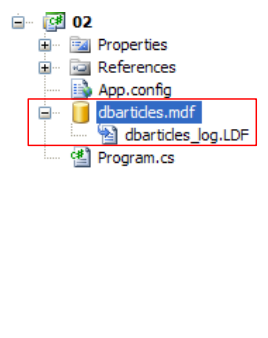 02
Properties
References
App.config
dbarticles.mdf
dbarticles_log.LDF
Program.cs